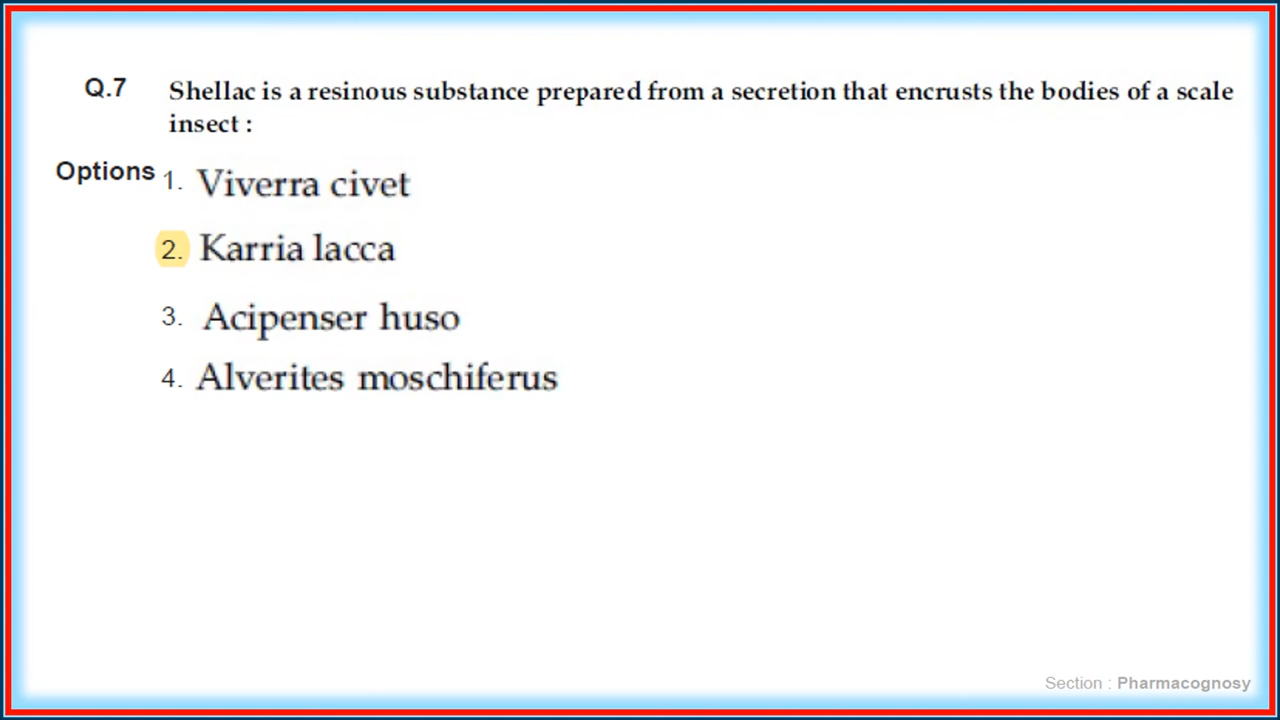 Q.7 Shellac is a resinous substance prepared from a secretion that encrusts the bodies of a scale
insect :
Options 1. Viverra civet
2. Karria lacca
3. Acipenser huso
4. Alverites moschiferus
Section : Pharmacognosy